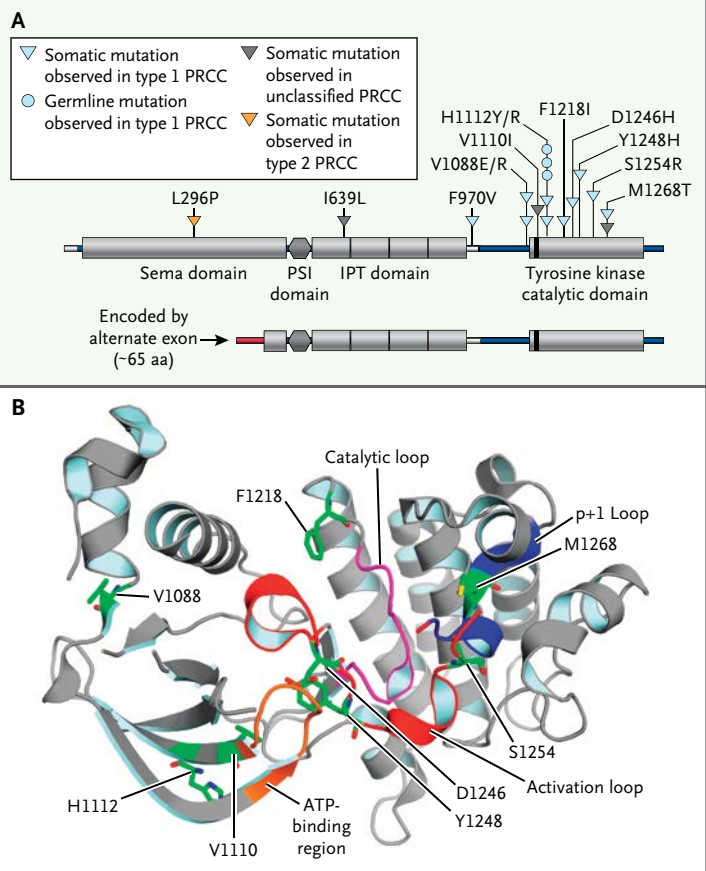 A
Somatic mutation
observed in type 1 PRCC
Germline mutation
observed in type 1 PRCC
Somatic mutation
observed in
unclassified PRCC
Somatic mutation
observed in
type 2 PRCC
H1112Y/R
V1110I
V1088E/R
F1218I
D1246H
Y1248H
S1254R
M1268T
L296P
I639L
F970V
Sema domain
PSI
domain
IPT domain
Tyrosine kinase
catalytic domain
Encoded by
alternate exon
(~65 aa)
B
Catalytic loop
F1218
p+1 Loop
M1268
V1088
S1254
Activation loop
D1246
Y1248
H1112
ATP-
binding
region
V1110